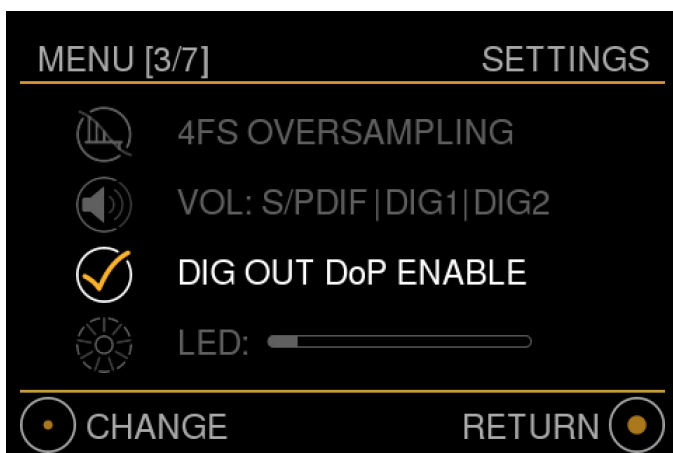 MENU [3/7] SETTINGS
4FS OVERSAMPLING
VOL: S/PDIF|DIG1|DIG2
DIG OUT DoP ENABLE
LED:
CHANGE RETURN